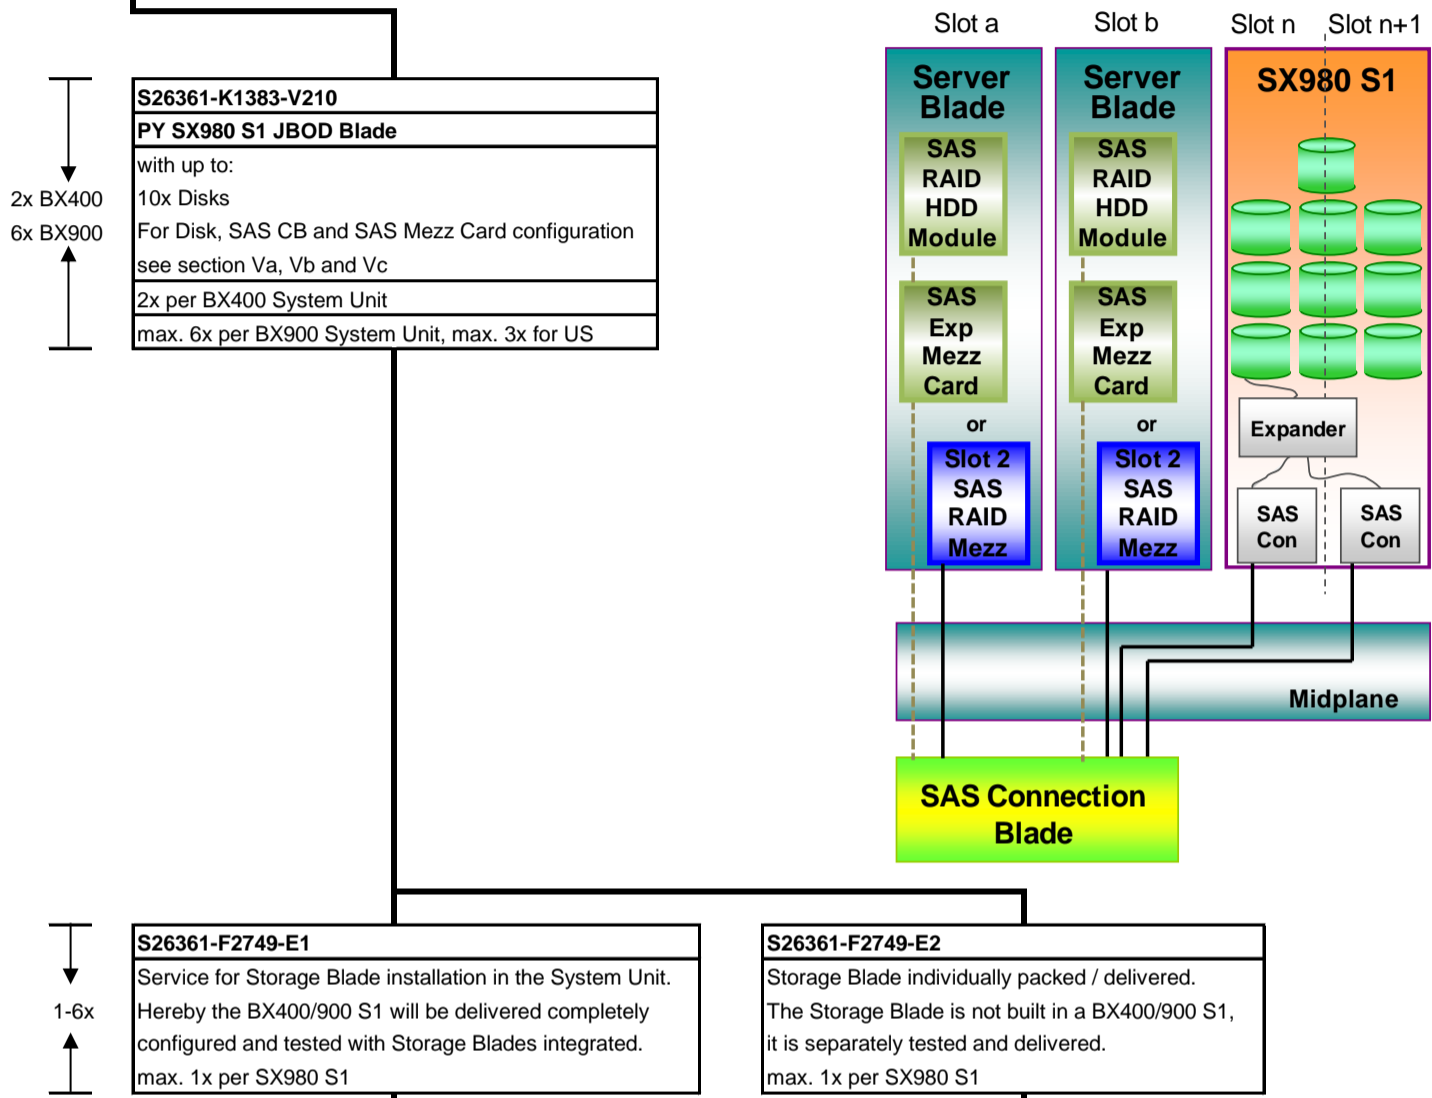 Slot a
Slot b
Slot n
Slot n+1
S26361-K1383-V210
PY SX980 S1 JBOD Blade
with up to:
10x Disks
For Disk, SAS CB and SAS Mezz Card configuration
see section Va, Vb and Vc
2x per BX400 System Unit
max. 6x per BX900 System Unit, max. 3x for US
2x BX400
6x BX900
Server
Blade
SAS
RAID
HDD
Module
SAS
Exp
Mezz
Card
or
Slot 2
SAS
RAID
Mezz
Server
Blade
SAS
RAID
HDD
Module
SAS
Exp
Mezz
Card
or
Slot 2
SAS
RAID
Mezz
SX980 S1
Expander
SAS
Con
SAS
Con
Midplane
SAS Connection
Blade
1-6x
S26361-F2749-E1
Service for Storage Blade installation in the System Unit.
Hereby the BX400/900 S1 will be delivered completely
configured and tested with Storage Blades integrated.
max. 1x per SX980 S1
S26361-F2749-E2
Storage Blade individually packed / delivered.
The Storage Blade is not built in a BX400/900 S1,
it is separately tested and delivered.
max. 1x per SX980 S1